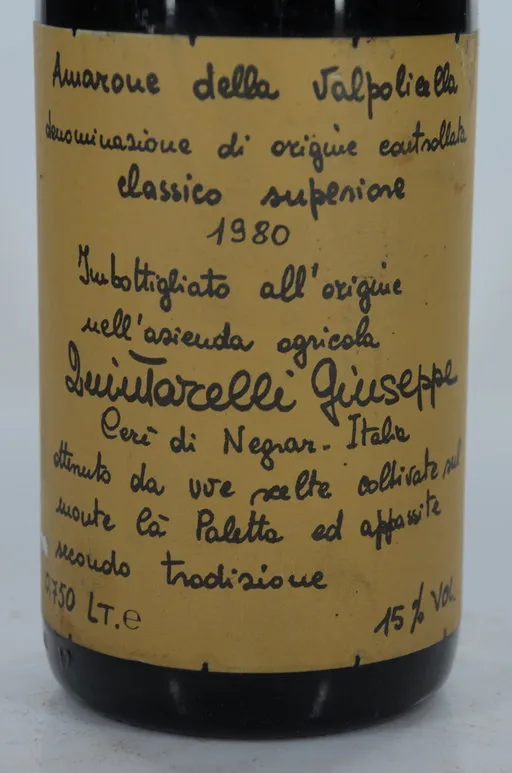 Amarone della Valpolicella
denominazione di origine controllata
classico superiore
1980
Imbottigliato all'origine
nell'azienda agricola
Quintarelli Giuseppe
Cerè di Negrar - Italia
ottenuto da uve scelte coltivate sul
monte Cà Paletta ed appassite
secondo tradizione
0,750 LT. e
15% VOL.